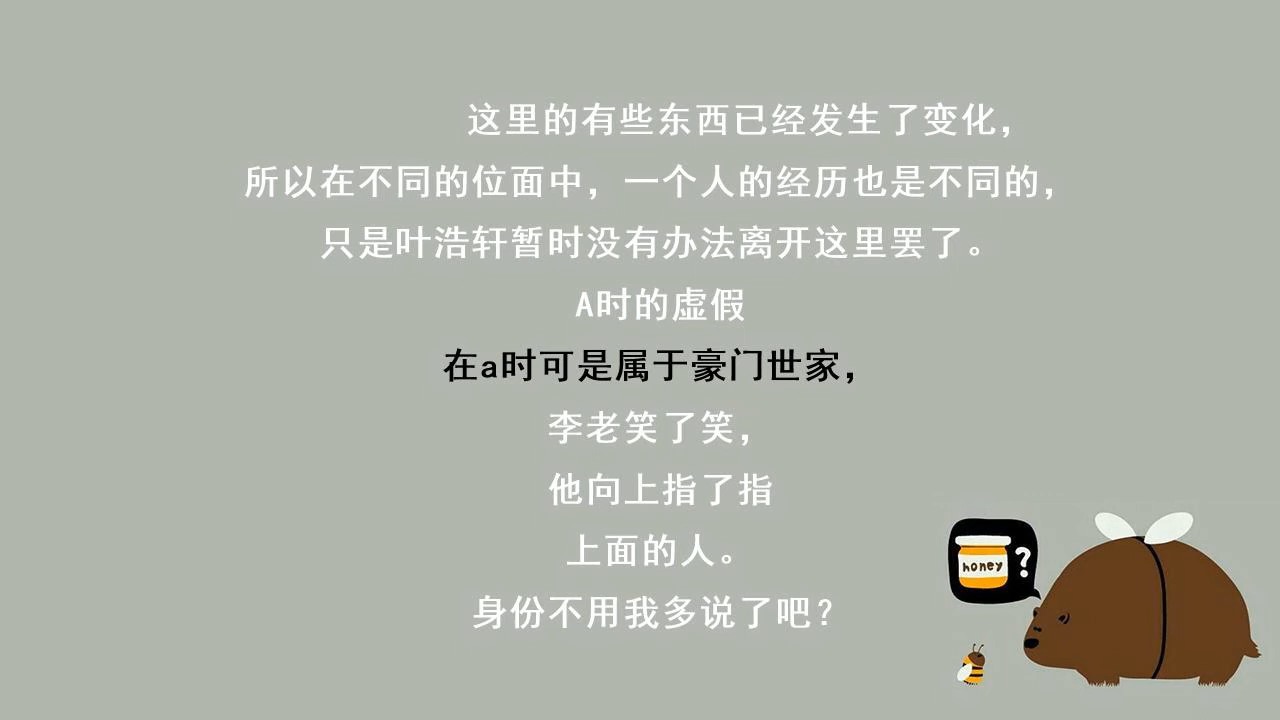 这里的有些东西已经发生了变化，
所以在不同的位面中，一个人的经历也是不同的，
只是叶浩轩暂时没有办法离开这里罢了。
A时的虚假
在a时可是属于豪门世家，
李老笑了笑，
他向上指了指
上面的人。
身份不用我多说了吧？
honey
?